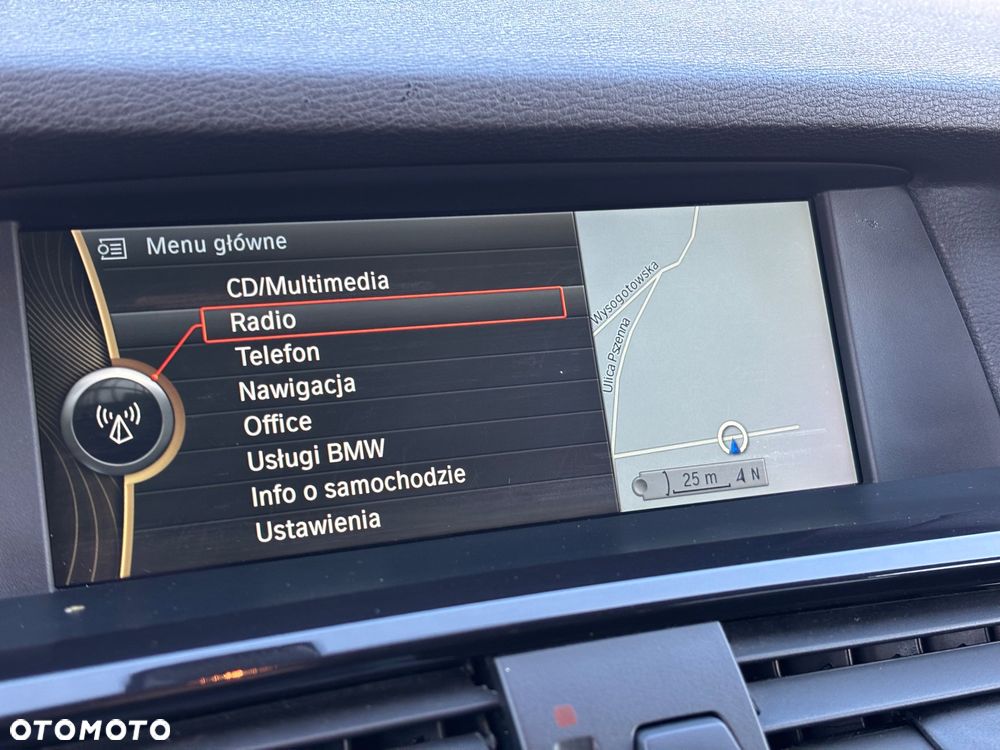 Menu główne
CD/Multimedia
Radio
Telefon
Nawigacja
Office
Usługi BMW
Info o samochodzie
Ustawienia
Wysogotowska
Ulica Pszenna
25 m
N
OTOMOTO